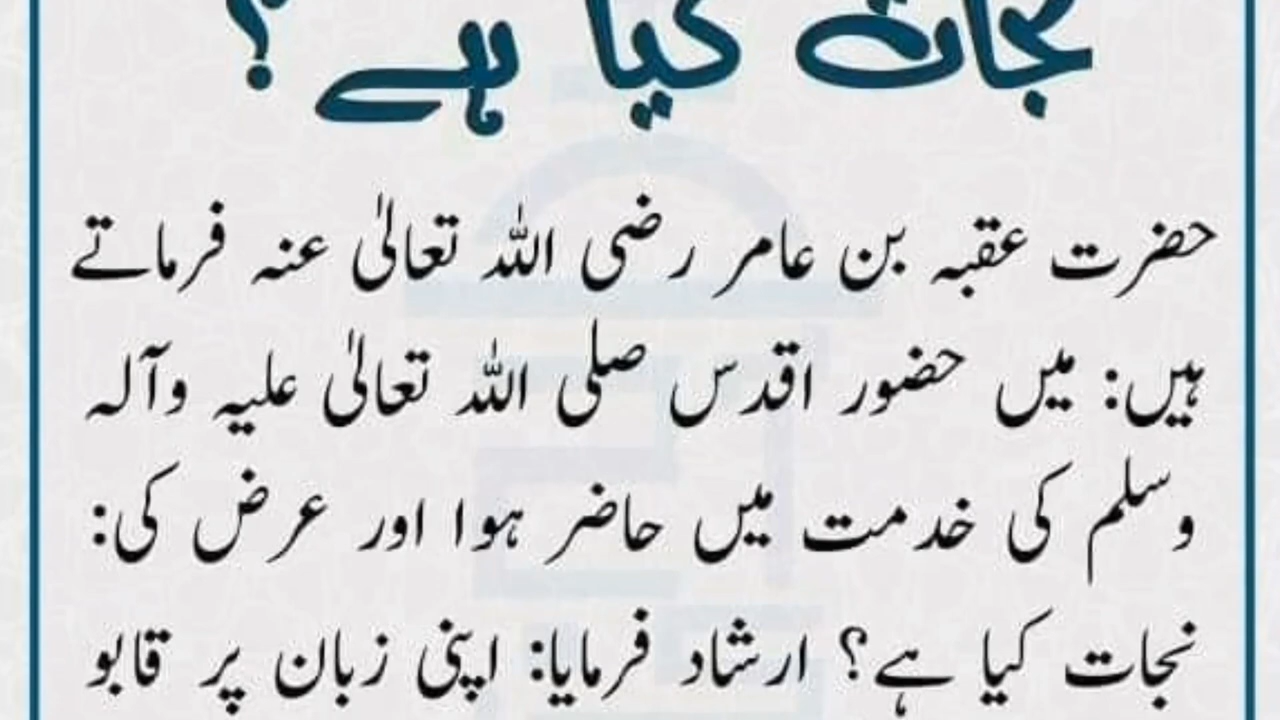 نجات کیا ہے؟
حضرت عقبہ بن عامر رضی اللہ تعالیٰ عنہ فرماتے
ہیں: میں حضور اقدس صلی اللہ تعالیٰ علیہ وآلہ
وسلم کی خدمت میں حاضر ہوا اور عرض کی:
نجات کیا ہے؟ ارشاد فرمایا: اپنی زبان پر قابو